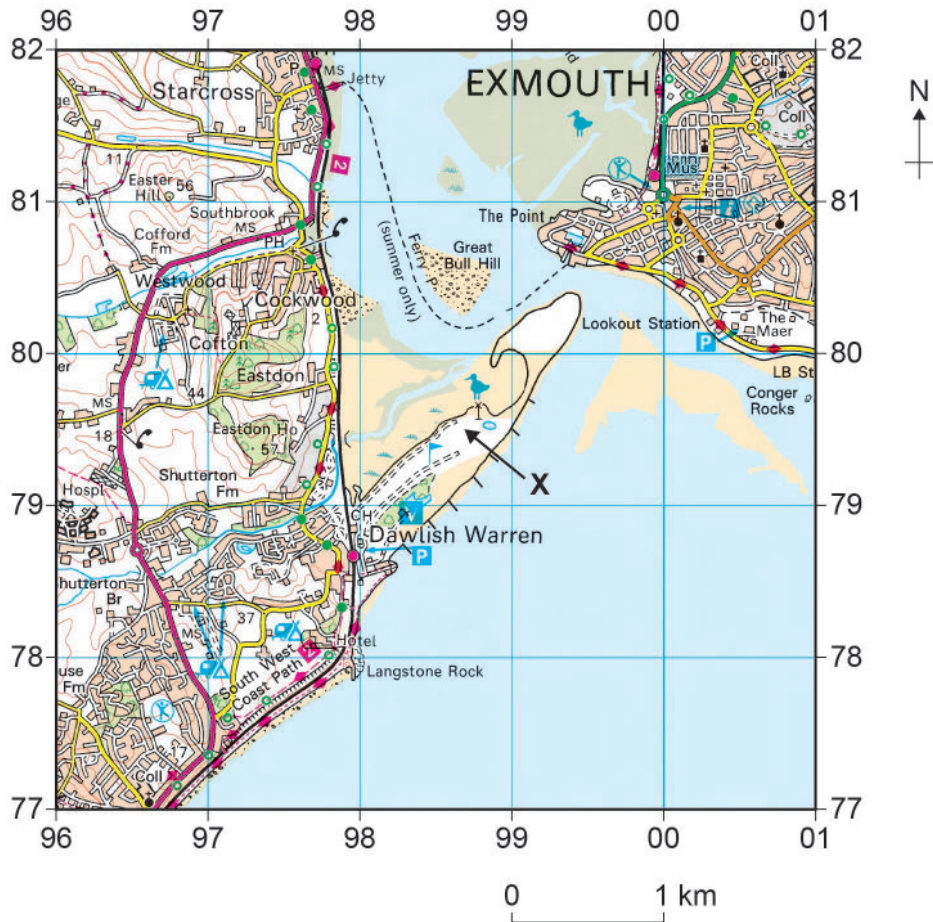 96 97 98 99 00 01
82 82
N
P
MS
Jetty
Starcross
EXMOUTH
Coll
Coll
11
2
Mus
81 81
Easter
Hill
56
Southbrook
MS
The Point
Cofford
Fm
PH
(summer only)
Ferry P
Great
Bull Hill
Westwood
Cockwood
2
Lookout Station
The
Maer
Cofton
P
80 80
LB St
Eastdon
MS
44
Conger
Rocks
Eastdon Ho
18
57
X
Hospl
Shutterton
Fm
79 79
CH
V
Dawlish Warren
P
Shutterton
Br
37
MS
Hotel
78 78
South West
Coast Path
2
Langstone Rock
use
Fm
17
Coll
77 77
96 97 98 99 00 01
0 1 km